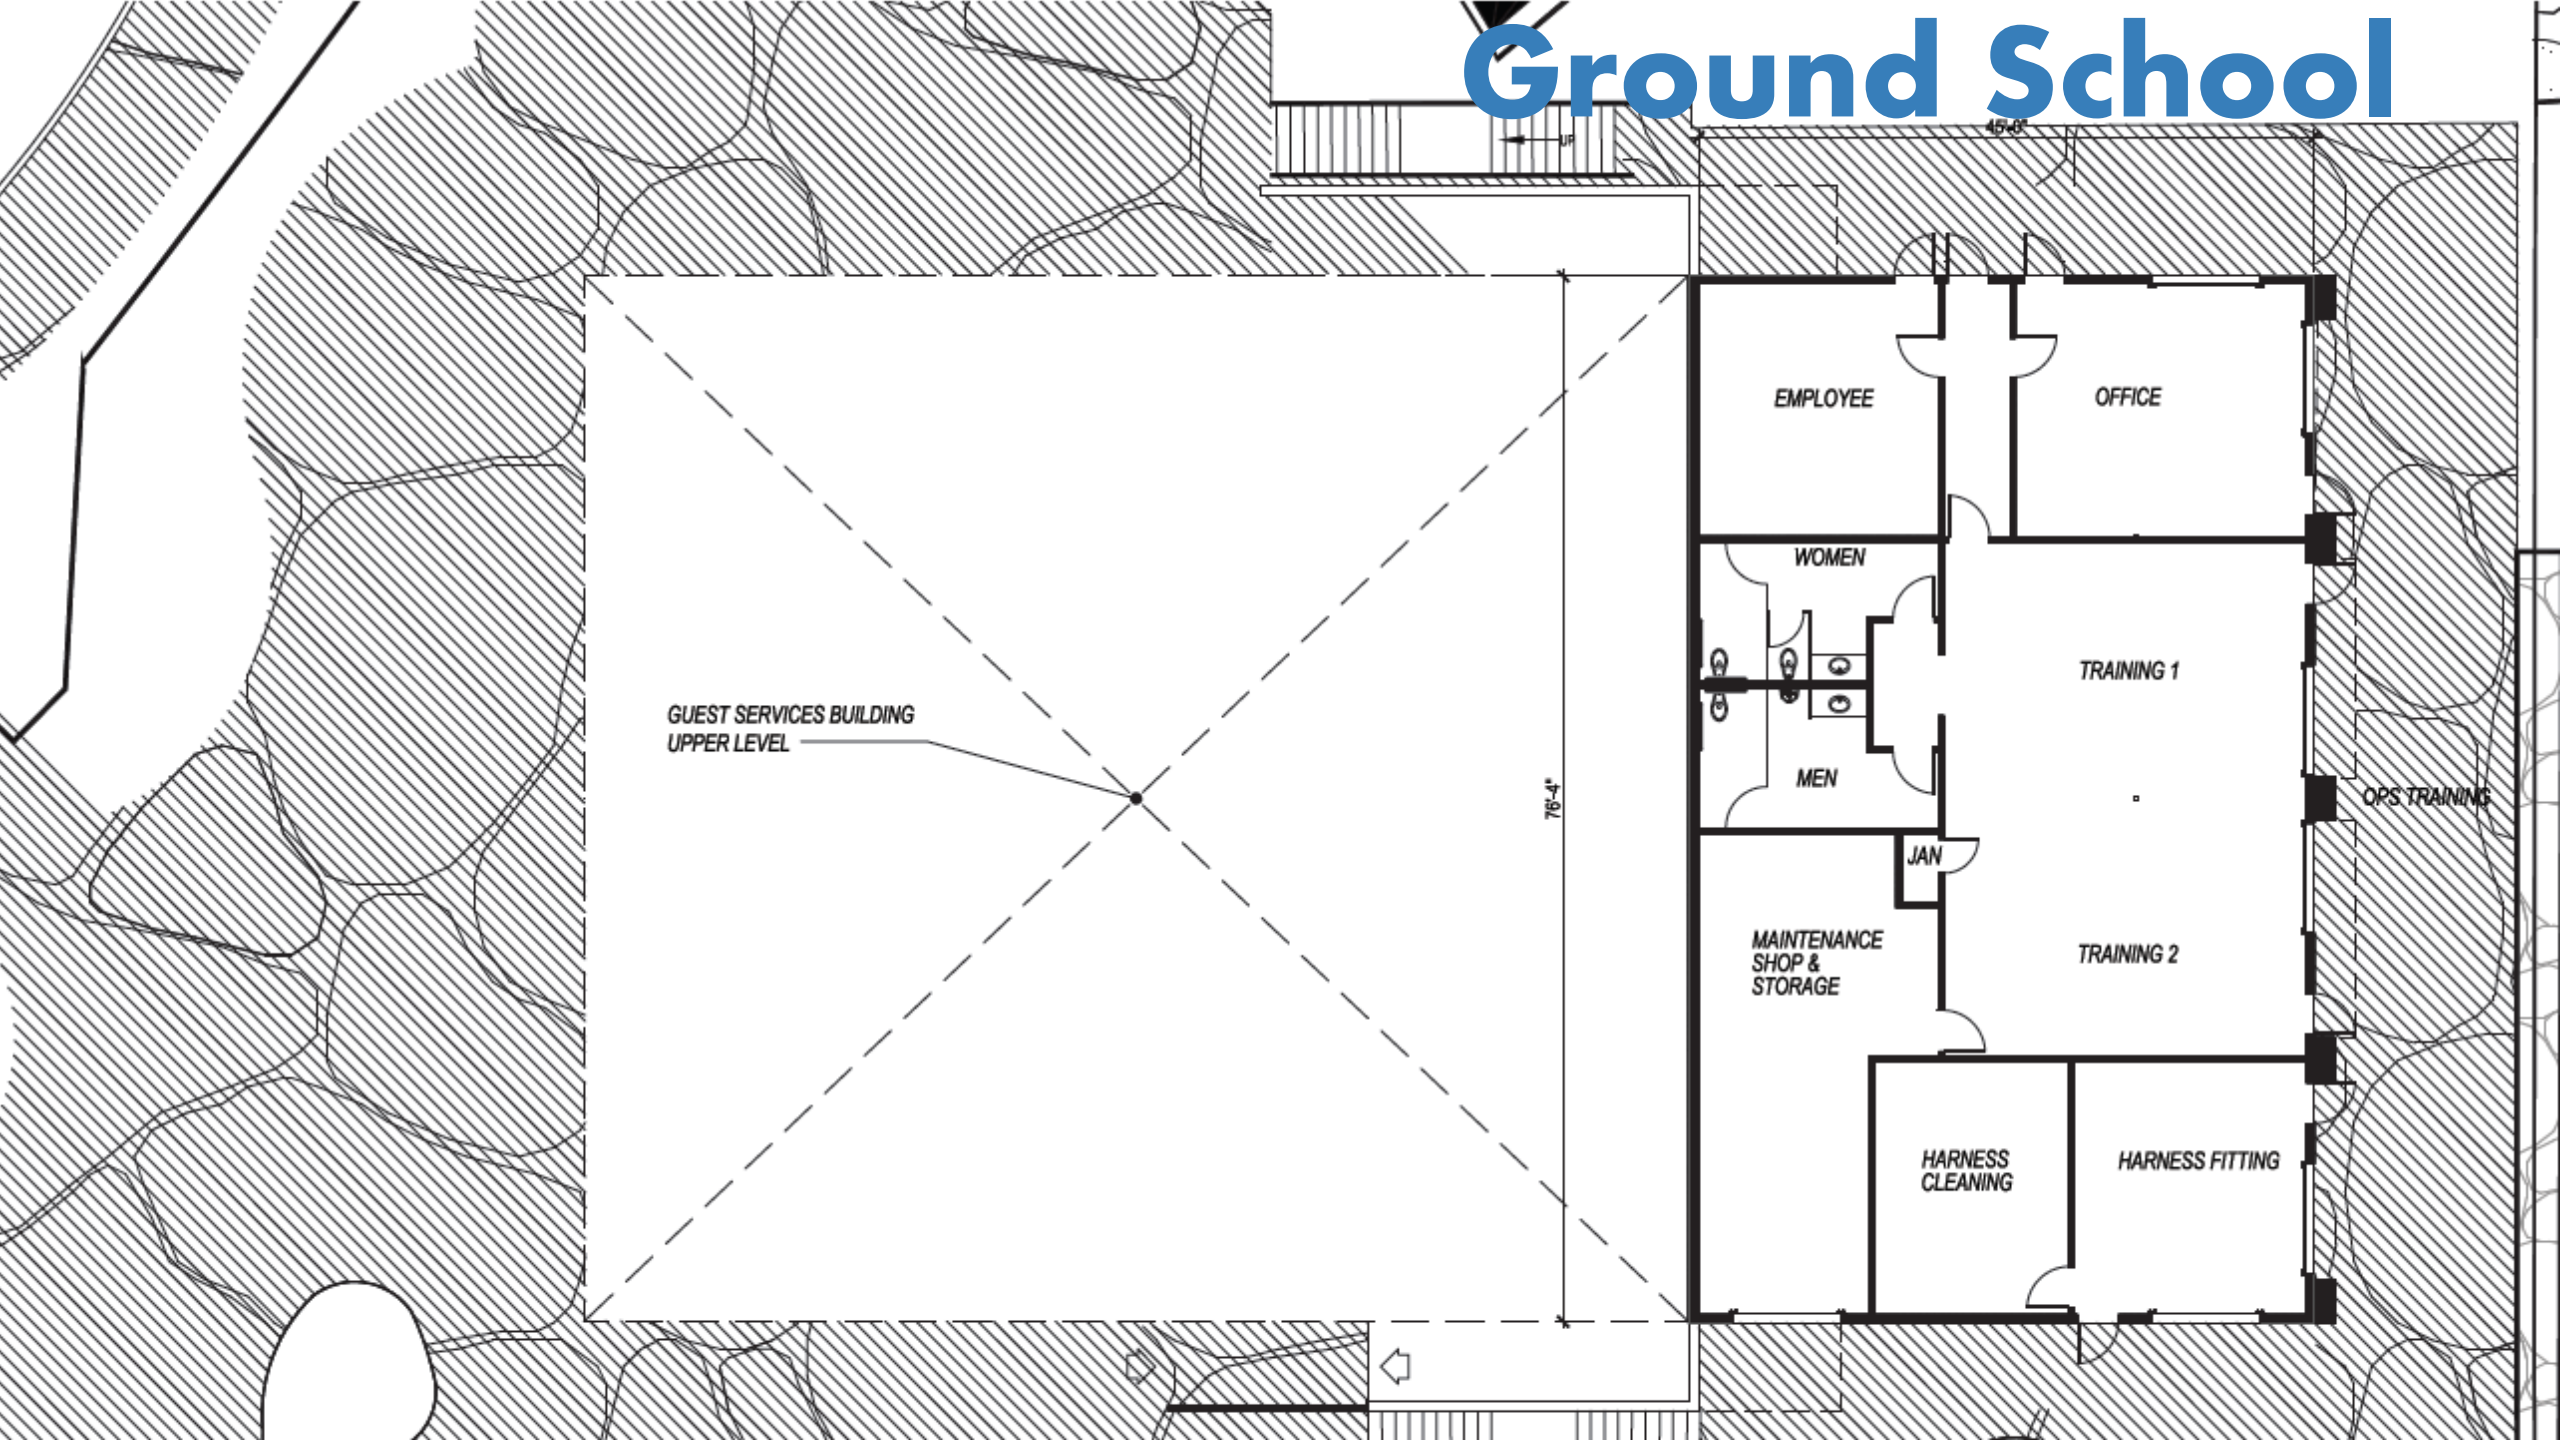 Ground School
45'-0"
UP
EMPLOYEE
OFFICE
WOMEN
TRAINING 1
GUEST SERVICES BUILDING
UPPER LEVEL
MEN
76'-4"
OPS TRAINING
JAN
MAINTENANCE
SHOP &
STORAGE
TRAINING 2
HARNESS
CLEANING
HARNESS FITTING